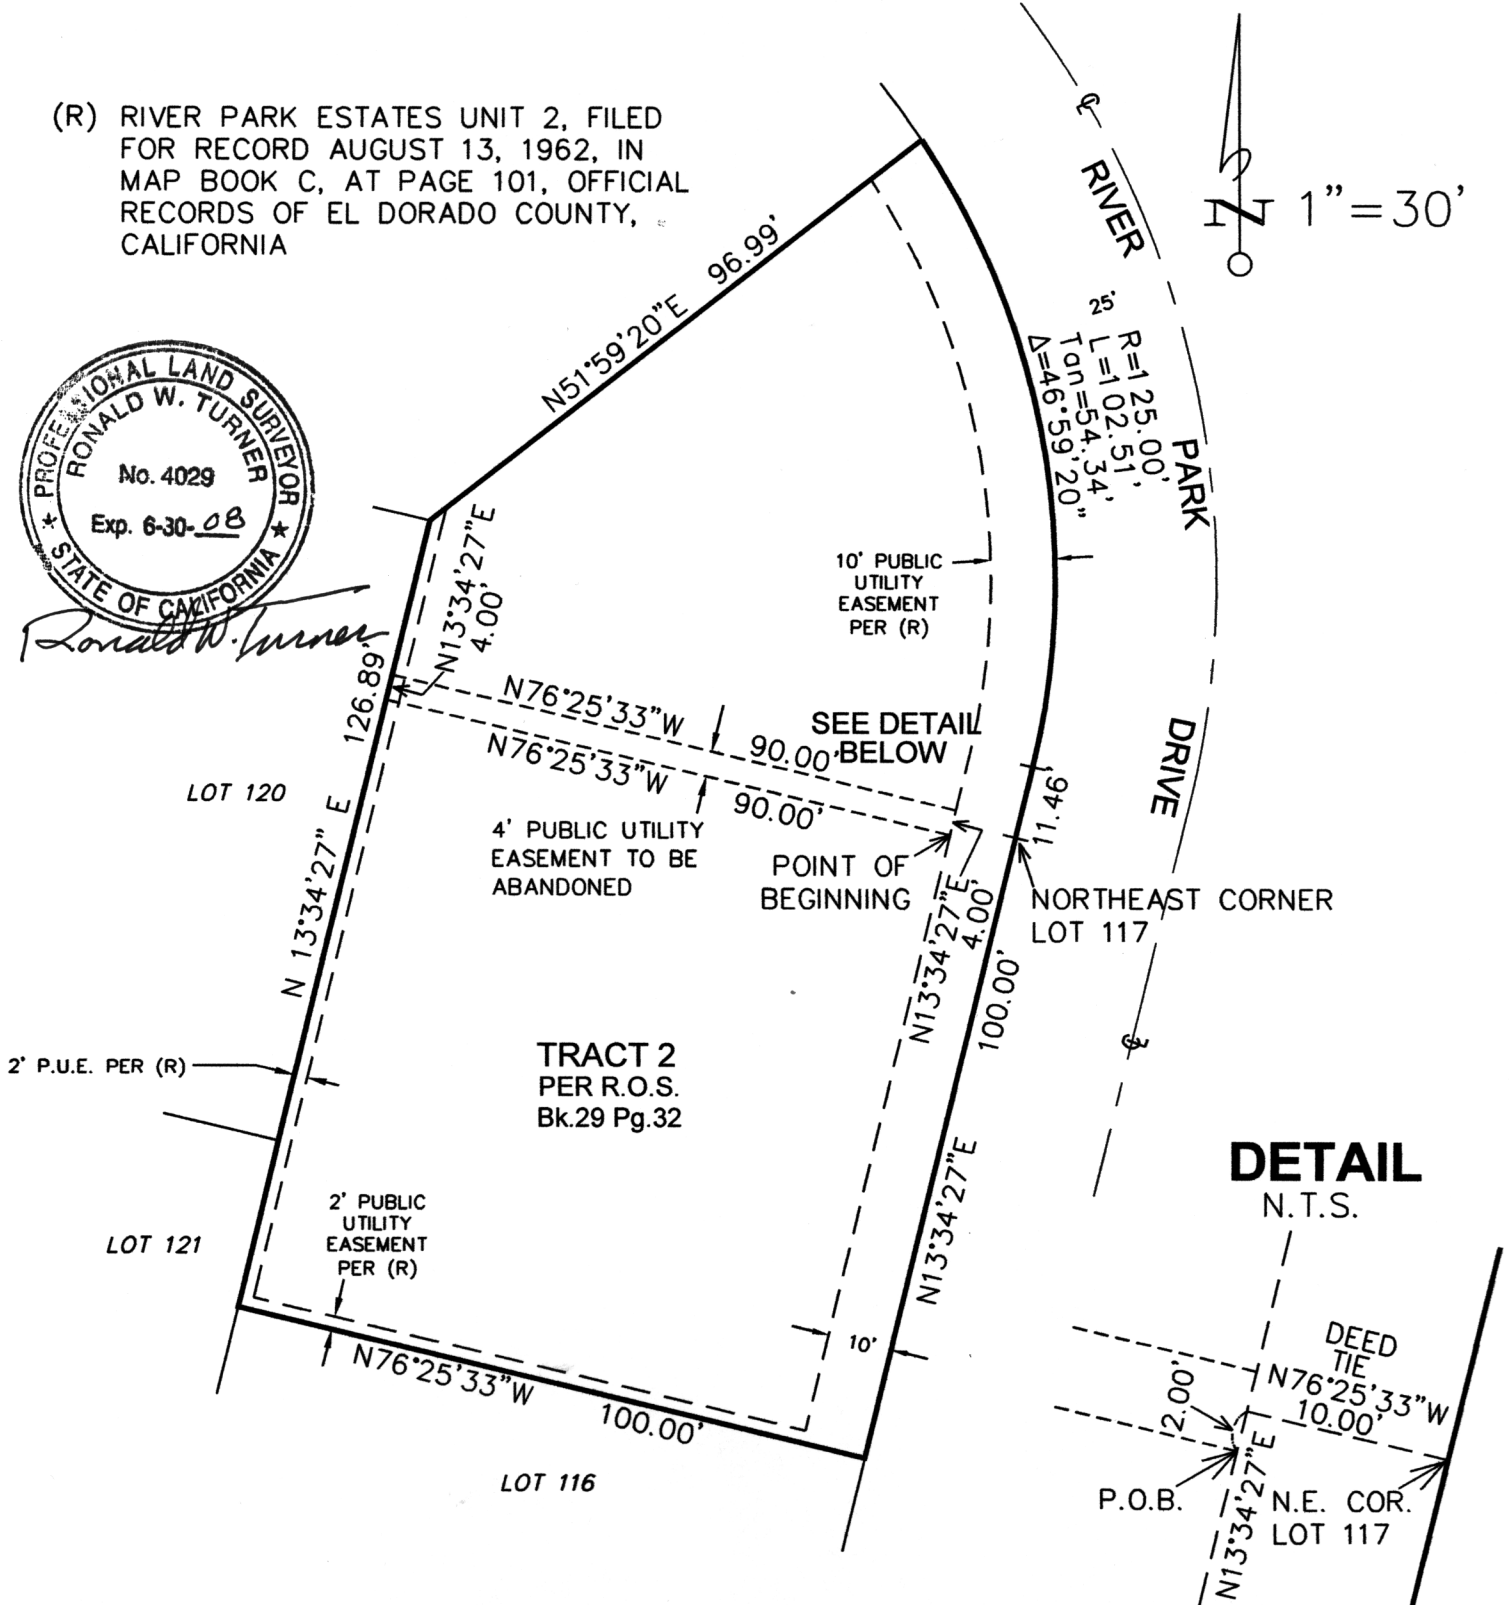 (R) RIVER PARK ESTATES UNIT 2, FILED
FOR RECORD AUGUST 13, 1962, IN
MAP BOOK C, AT PAGE 101, OFFICIAL
RECORDS OF EL DORADO COUNTY,
CALIFORNIA
N
1"=30'
RIVER
PARK
DRIVE
℄
25'
R=125.00'
L=102.51'
Tan=54.34'
Δ=46°59'20"
N51°59'20"E 96.99'
PROFESSIONAL LAND SURVEYOR
RONALD W. TURNER
No. 4029
Exp. 6-30-08
★ STATE OF CALIFORNIA ★
Ronald W. Turner
N13°34'27"E
4.00'
126.89'
N 13°34'27" E
10' PUBLIC
UTILITY
EASEMENT
PER (R)
N76°25'33"W
90.00'
N76°25'33"W
90.00'
SEE DETAIL
BELOW
LOT 120
4' PUBLIC UTILITY
EASEMENT TO BE
ABANDONED
POINT OF
BEGINNING
11.46'
NORTHEAST CORNER
LOT 117
N13°34'27"E
4.00'
100.00'
℄
2' P.U.E. PER (R)
TRACT 2
PER R.O.S.
Bk.29 Pg.32
N13°34'27"E
LOT 121
2' PUBLIC
UTILITY
EASEMENT
PER (R)
10'
N76°25'33"W
100.00'
LOT 116
DETAIL
N.T.S.
DEED
TIE
N76°25'33"W
10.00'
2.00'
P.O.B.
N13°34'27"E
N.E. COR.
LOT 117